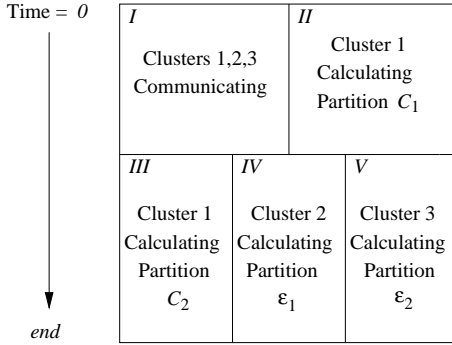 Time = 0
I
Clusters 1,2,3
Communicating
II
Cluster 1
Calculating
Partition C₁
III
Cluster 1
Calculating
Partition
C₂
IV
Cluster 2
Calculating
Partition
ε₁
V
Cluster 3
Calculating
Partition
ε₂
end